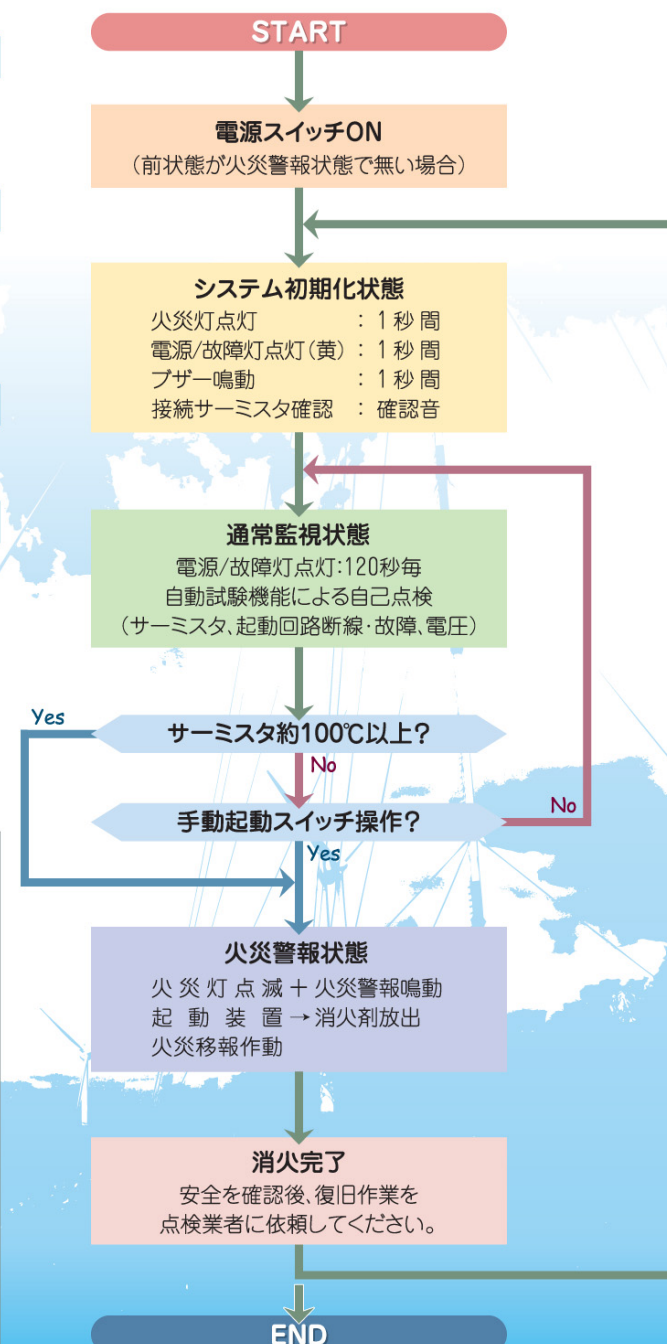 START
電源スイッチON
（前状態が火災警報状態で無い場合）
システム初期化状態
火災灯点灯　　　　：１秒間
電源/故障灯点灯(黄)：１秒間
ブザー鳴動　　　　：１秒間
接続サーミスタ確認　：確認音
通常監視状態
電源/故障灯点灯:120秒毎
自動試験機能による自己点検
（サーミスタ、起動回路断線・故障、電圧）
Yes
サーミスタ約100℃以上？
No
手動起動スイッチ操作？
No
Yes
火災警報状態
火災灯点滅＋火災警報鳴動
起動装置→消火剤放出
火災移報作動
消火完了
安全を確認後、復旧作業を
点検業者に依頼してください。
END